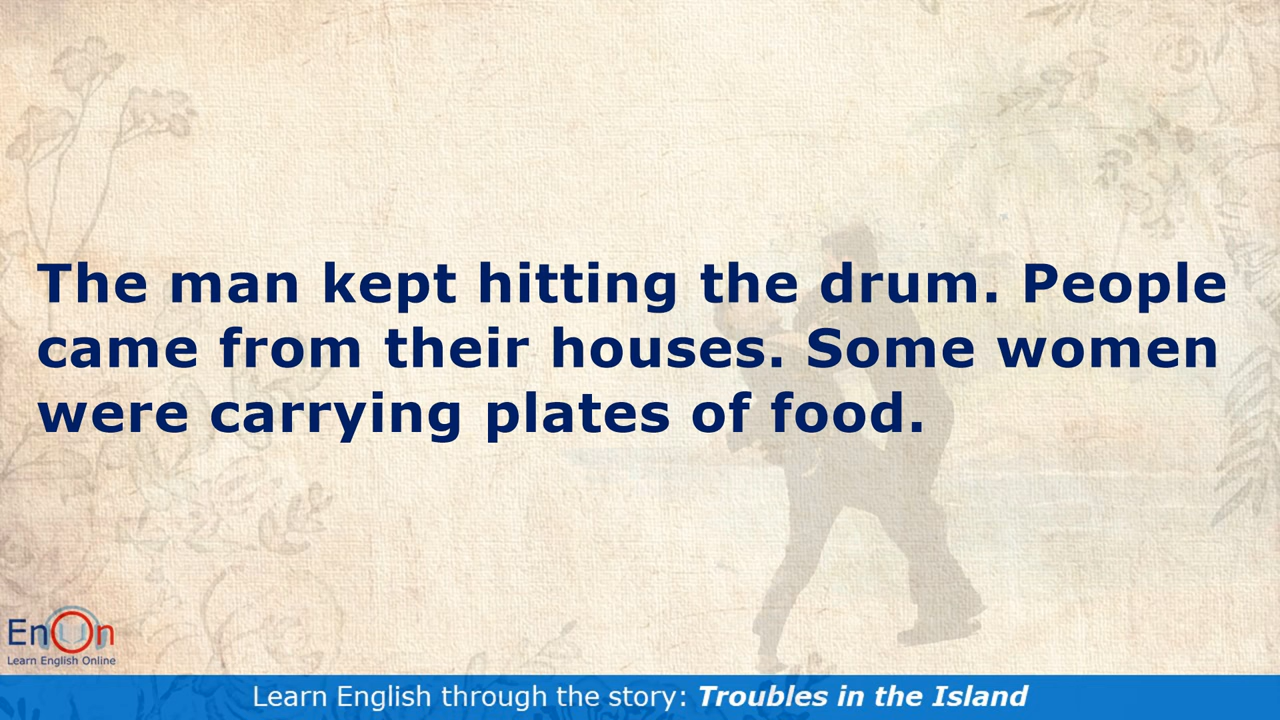 The man kept hitting the drum. People
came from their houses. Some women
were carrying plates of food.
EnOn
Learn English Online
Learn English through the story: Troubles in the Island